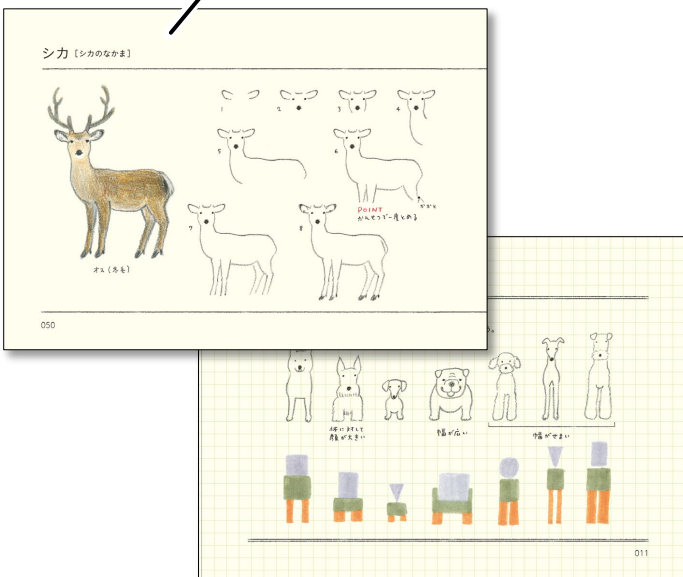 シカ [シカのなかま]
1
2
3
4
5
6
かかと
POINT
かんせつで一度とめる
7
8
オス(冬毛)
050
体に対して
顔が大きい
幅が広い
幅がせまい
011